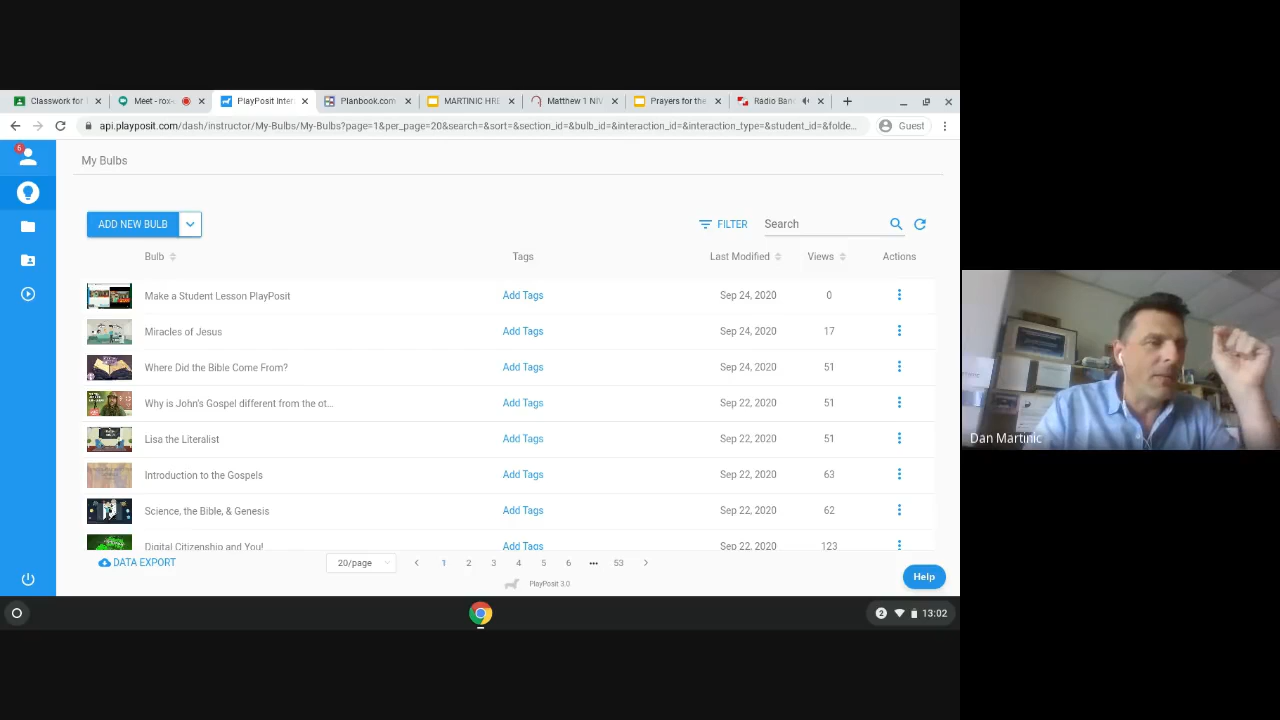 Classwork for
Meet - rox-
PlayPosit Inter
Planbook.com
MARTINIC HRE
Matthew 1 NIV
Prayers for the
Radio Ban
api.playposit.com/dash/instructor/My-Bulbs/My-Bulbs?page=1&per_page=20&search=&sort=&section_id=&bulb_id=&interaction_id=&interaction_type=&student_id=&folde...
Guest
6
My Bulbs
ADD NEW BULB
FILTER
Search
Bulb
Tags
Last Modified
Views
Actions
Make a Student Lesson PlayPosit
Add Tags
Sep 24, 2020
0
Miracles of Jesus
Add Tags
Sep 24, 2020
17
Where Did the Bible Come From?
Add Tags
Sep 24, 2020
51
Why is John's Gospel different from the ot...
Add Tags
Sep 22, 2020
51
Lisa the Literalist
Add Tags
Sep 22, 2020
51
Introduction to the Gospels
Add Tags
Sep 22, 2020
63
Science, the Bible, & Genesis
Add Tags
Sep 22, 2020
62
Digital Citizenship and You!
Add Tags
Sep 22, 2020
123
DATA EXPORT
20/page
1
2
3
4
5
6
•••
53
PlayPosit 3.0
Help
2
13:02
Dan Martinic